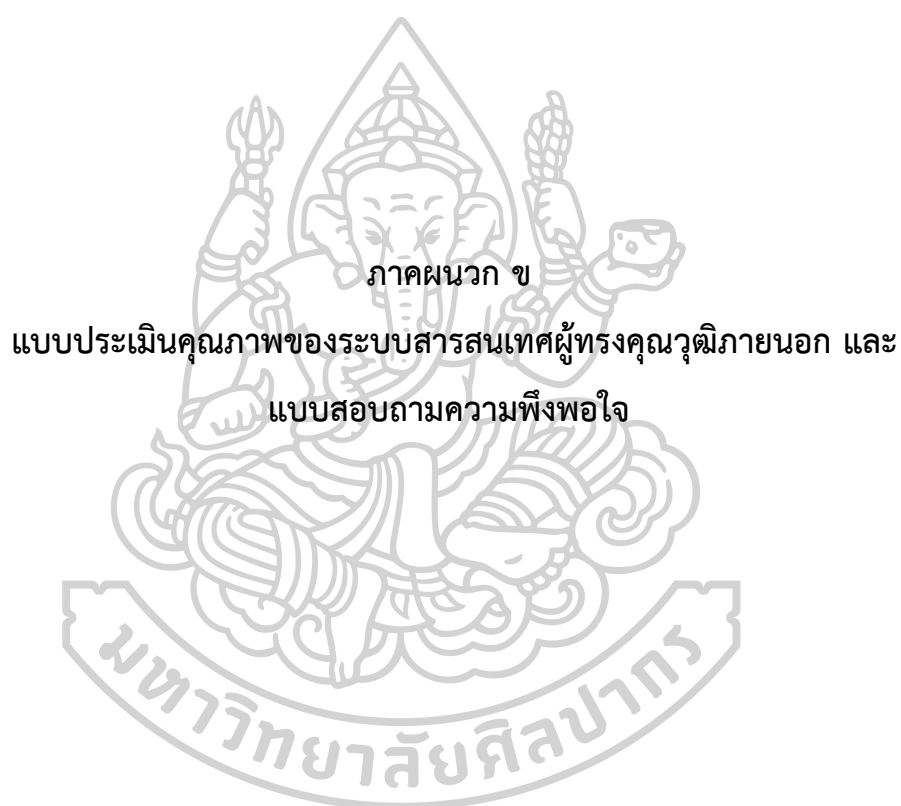 ภาคผนวก ข
แบบประเมินคุณภาพของระบบสารสนเทศผู้ทรงคุณวุฒิภายนอก และ
แบบสอบถามความพึงพอใจ
มหาวิทยาลัยศิลปากร